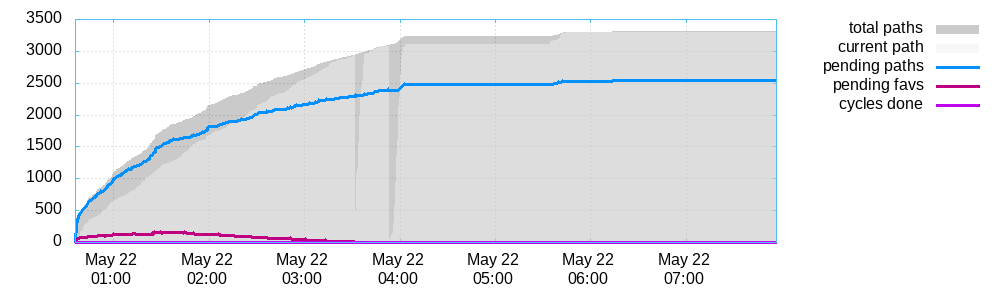 3500
3000
2500
2000
1500
1000
500
0
May 22 May 22 May 22 May 22 May 22 May 22 May 22
01:00 02:00 03:00 04:00 05:00 06:00 07:00
total paths
current path
pending paths
pending favs
cycles done